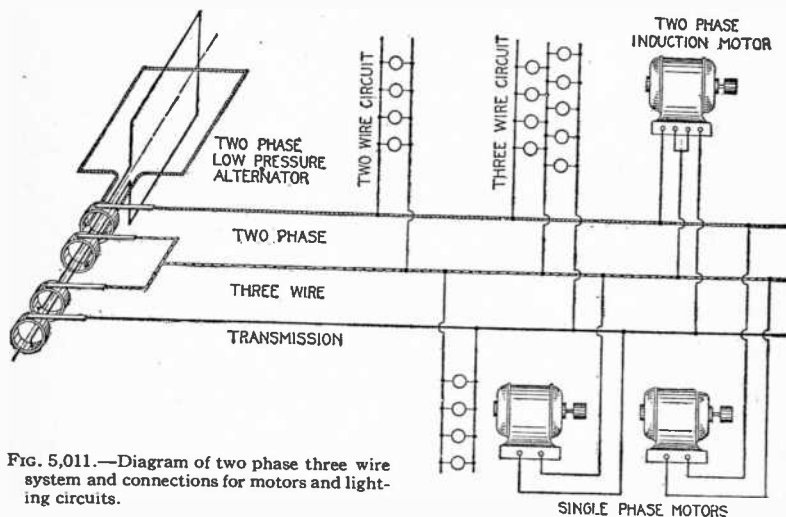 TWO PHASE
INDUCTION MOTOR
TWO WIRE CIRCUIT
THREE WIRE CIRCUIT
TWO PHASE
LOW PRESSURE
ALTERNATOR
TWO PHASE
THREE WIRE
TRANSMISSION
FIG. 5,011.—Diagram of two phase three wire
system and connections for motors and light-
ing circuits.
SINGLE PHASE MOTORS